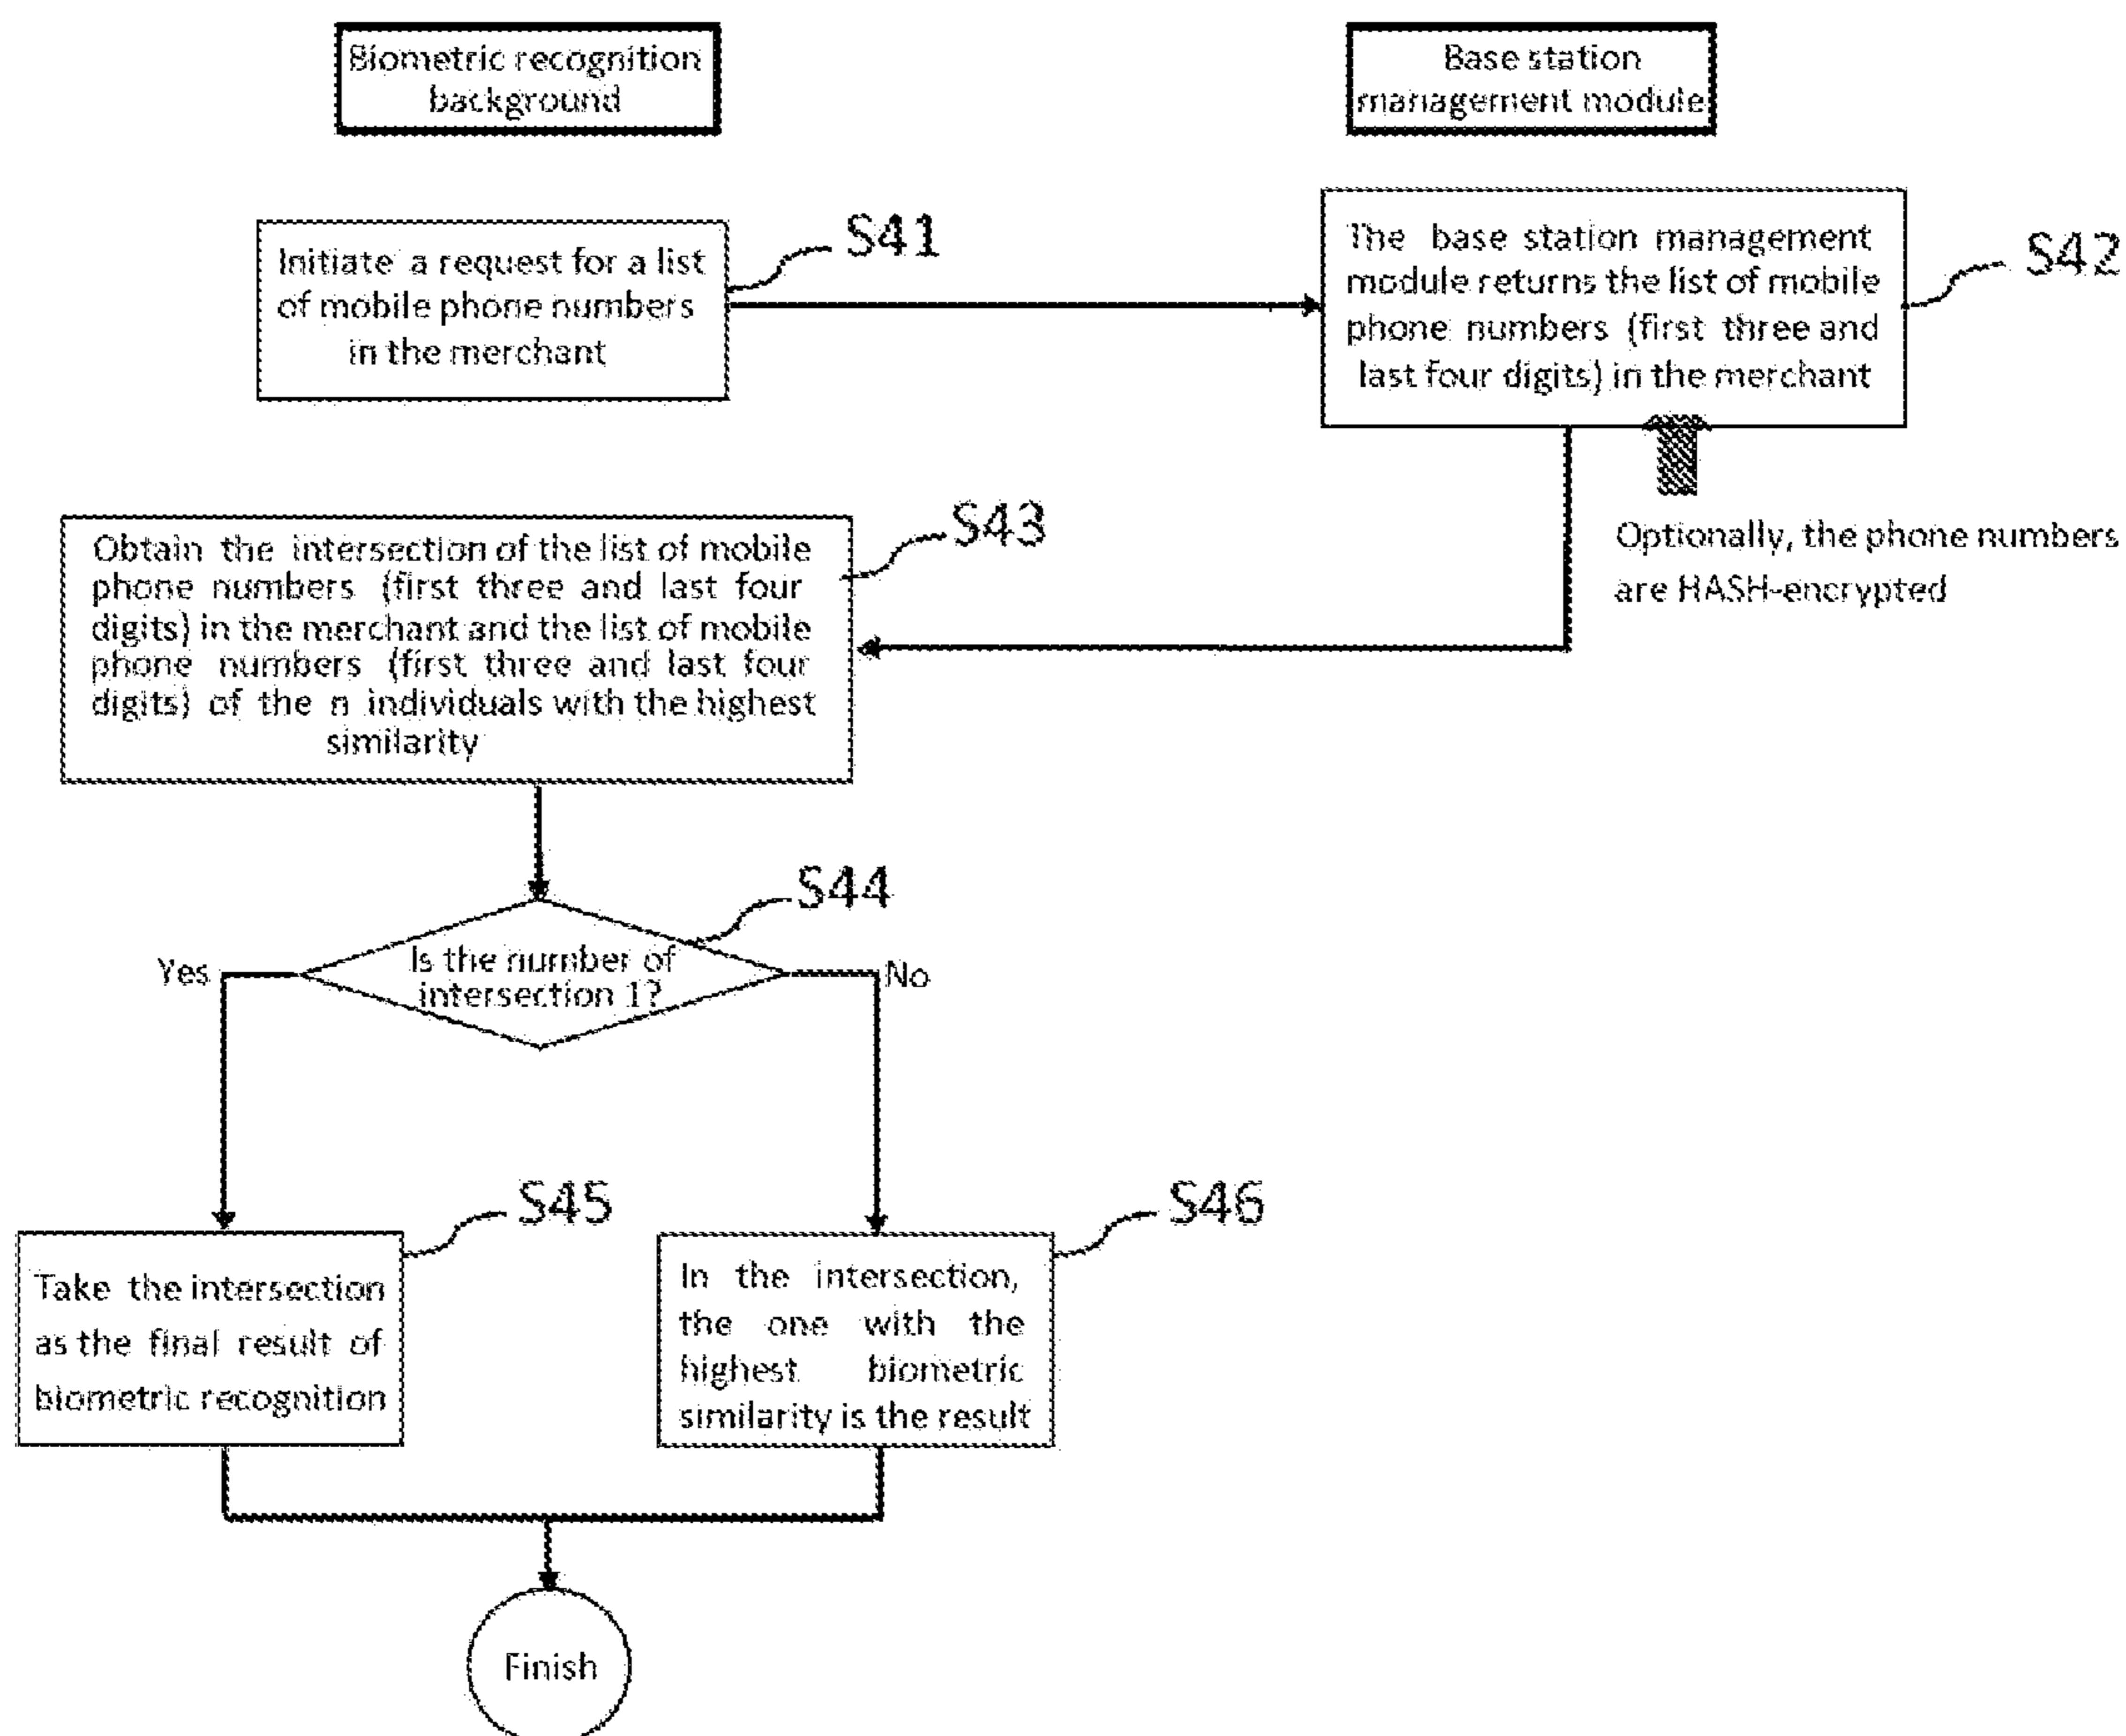 Biometric recognition
background
Base station
management module
Initiate a request for a list
of mobile phone numbers
in the merchant
S41
The base station management
module returns the list of mobile
phone numbers (first three and
last four digits) in the merchant
S42
Optionally, the phone numbers
are HASH-encrypted
Obtain the intersection of the list of mobile
phone numbers (first three and last four
digits) in the merchant and the list of mobile
phone numbers (first three and last four
digits) of the n individuals with the highest
similarity
S43
S44
Is the number of
intersection 1?
Yes
No
S45
Take the intersection
as the final result of
biometric recognition
S46
In the intersection,
the one with the
highest biometric
similarity is the result
Finish